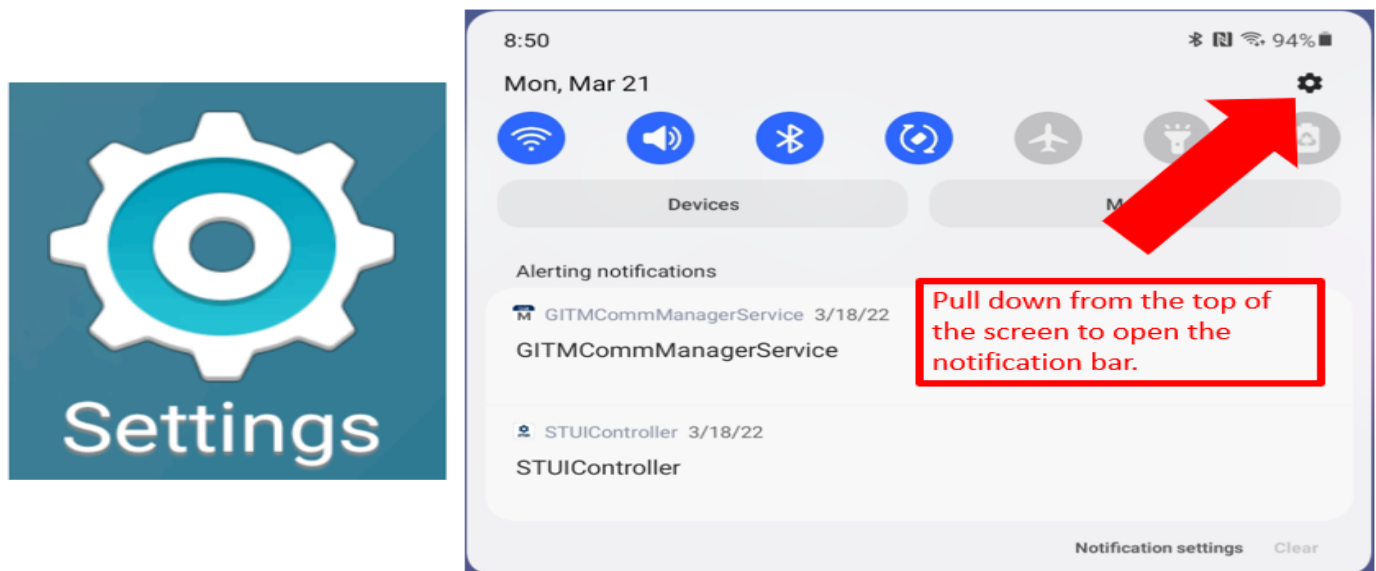 Settings
8:50
94%
Mon, Mar 21
Devices
Alerting notifications
GITMCommManagerService 3/18/22
GITMCommManagerService
Pull down from the top of
the screen to open the
notification bar.
STUIController 3/18/22
STUIController
Notification settings Clear